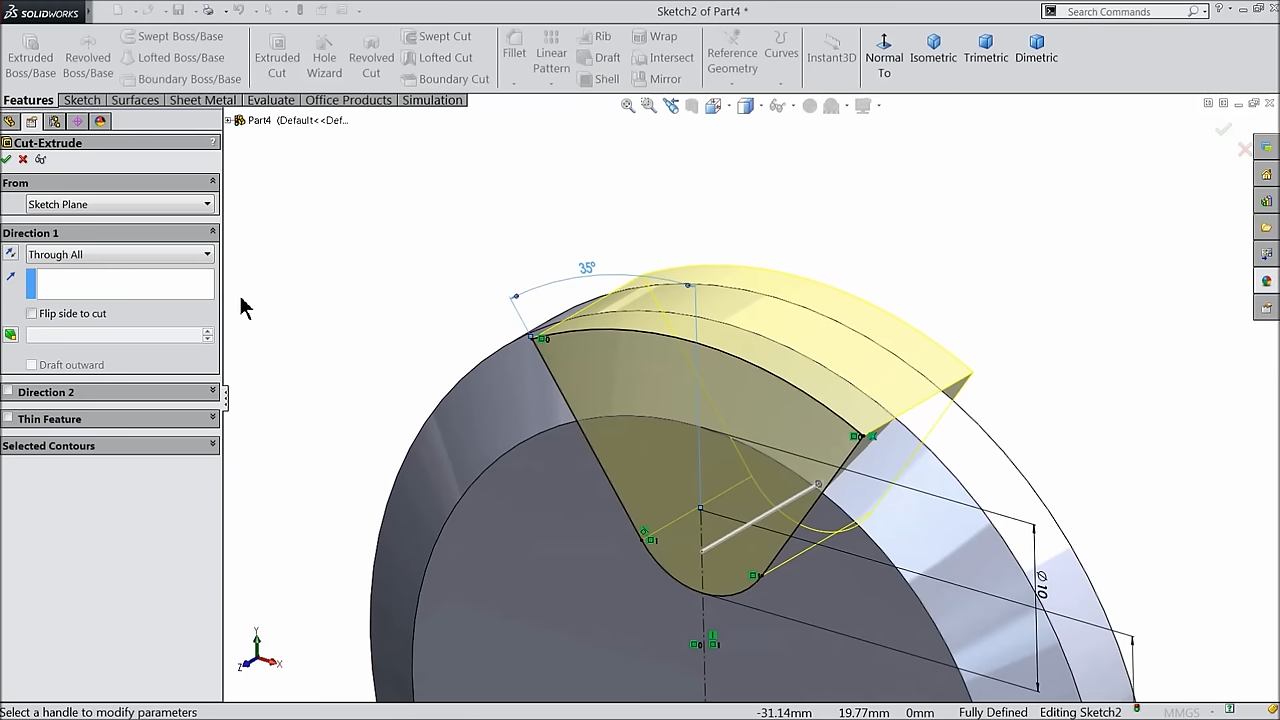 SOLIDWORKS
Sketch2 of Part4 *
Search Commands
Extruded Boss/Base
Revolved Boss/Base
Swept Boss/Base
Lofted Boss/Base
Boundary Boss/Base
Extruded Cut
Hole Wizard
Revolved Cut
Swept Cut
Lofted Cut
Boundary Cut
Fillet
Linear Pattern
Rib
Draft
Shell
Wrap
Intersect
Mirror
Reference Geometry
Curves
Instant3D
Normal To
Isometric
Trimetric
Dimetric
Features Sketch Surfaces Sheet Metal Evaluate Office Products Simulation
Part4 (Default<<Def...
Cut-Extrude ?
From
Sketch Plane
Direction 1
Through All
Flip side to cut
Draft outward
Direction 2
Thin Feature
Selected Contours
35°
Ø10
Y
Z
X
Select a handle to modify parameters
-31.14mm 19.77mm 0mm Fully Defined Editing Sketch2 MMGS